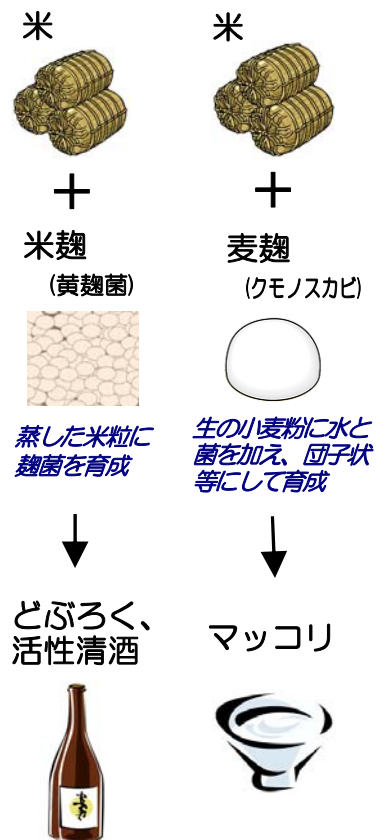 米
＋
米麹
(黄麹菌)
蒸した米粒に
麹菌を育成
どぶろく、
活性清酒
米
＋
麦麹
(クモノスカビ)
生の小麦粉に水と
菌を加え、団子状
等にして育成
マッコリ